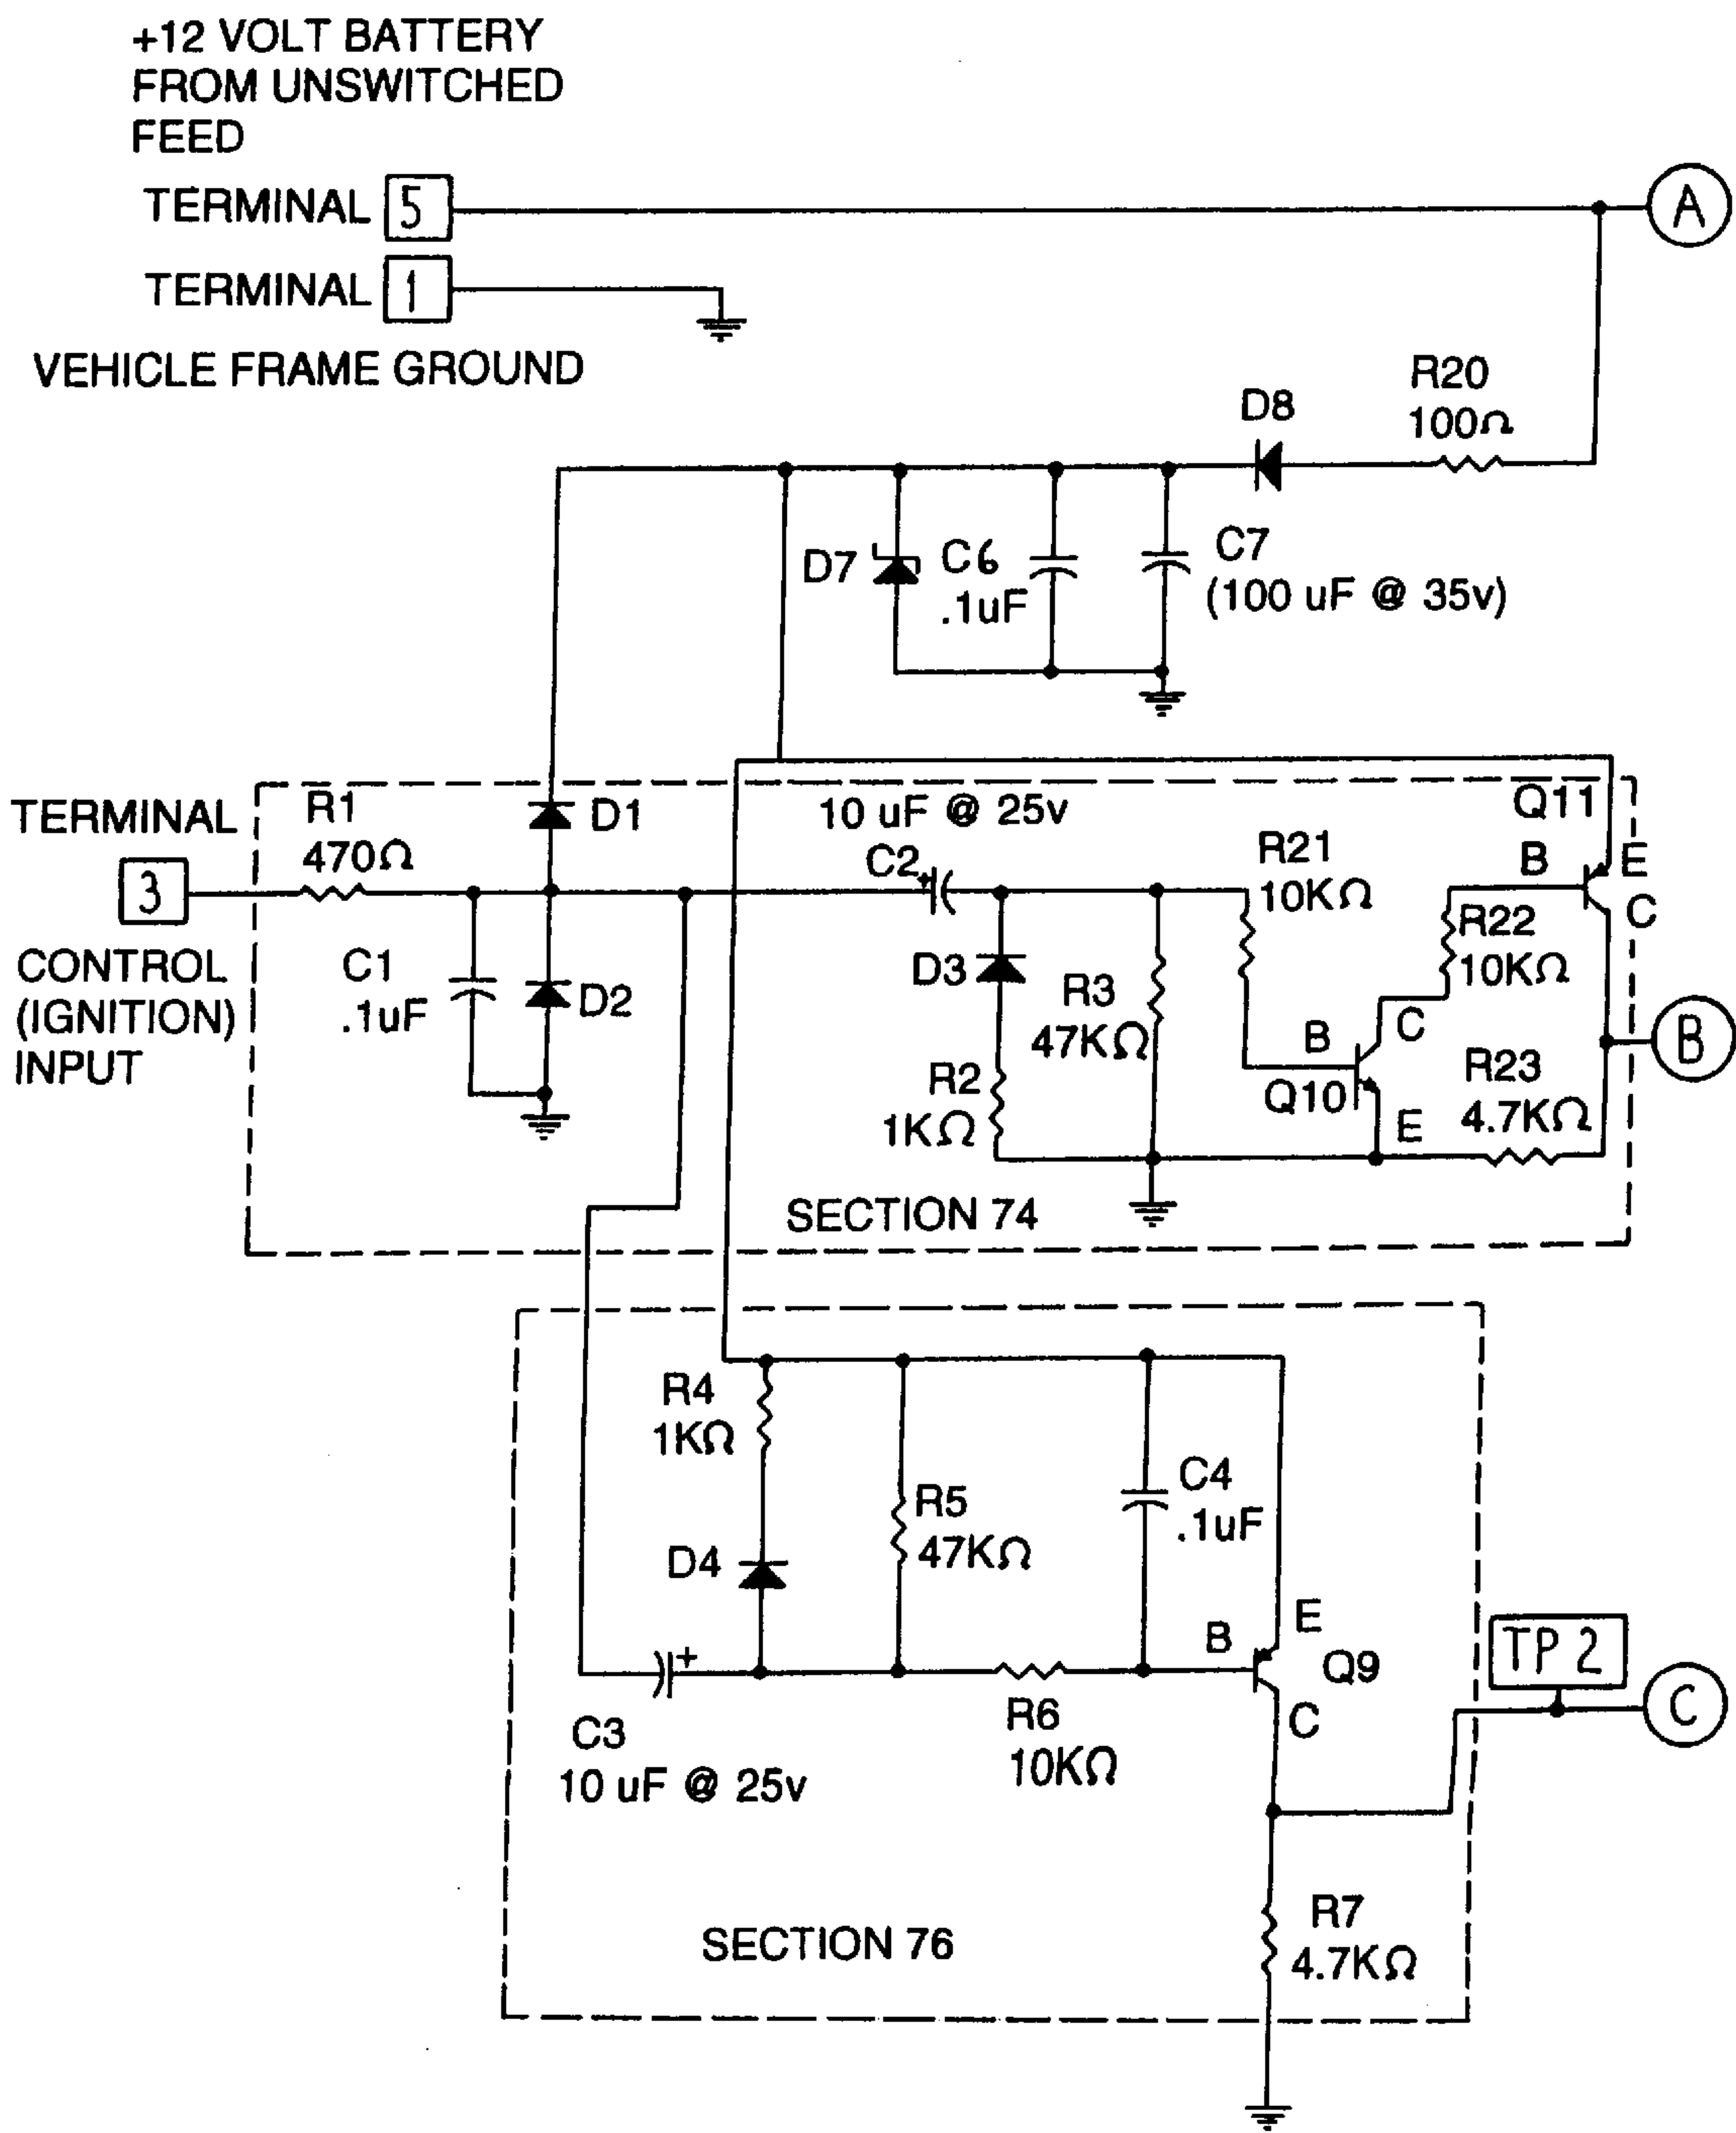 +12 VOLT BATTERY
FROM UNSWITCHED
FEED
TERMINAL 5
A
TERMINAL 1
VEHICLE FRAME GROUND
R20
100Ω
D8
D7
C6
.1uF
C7
(100 uF @ 35v)
TERMINAL
3
CONTROL
(IGNITION)
INPUT
R1
470Ω
D1
10 uF @ 25v
C2
+
R21
10KΩ
Q11
B
E
C
R22
10KΩ
C1
.1uF
D2
D3
R3
47KΩ
R2
1KΩ
B
C
Q10
E
R23
4.7KΩ
B
SECTION 74
R4
1KΩ
R5
47KΩ
C4
.1uF
D4
B
E
Q9
C
+
C3
10 uF @ 25v
R6
10KΩ
TP 2
C
R7
4.7KΩ
SECTION 76